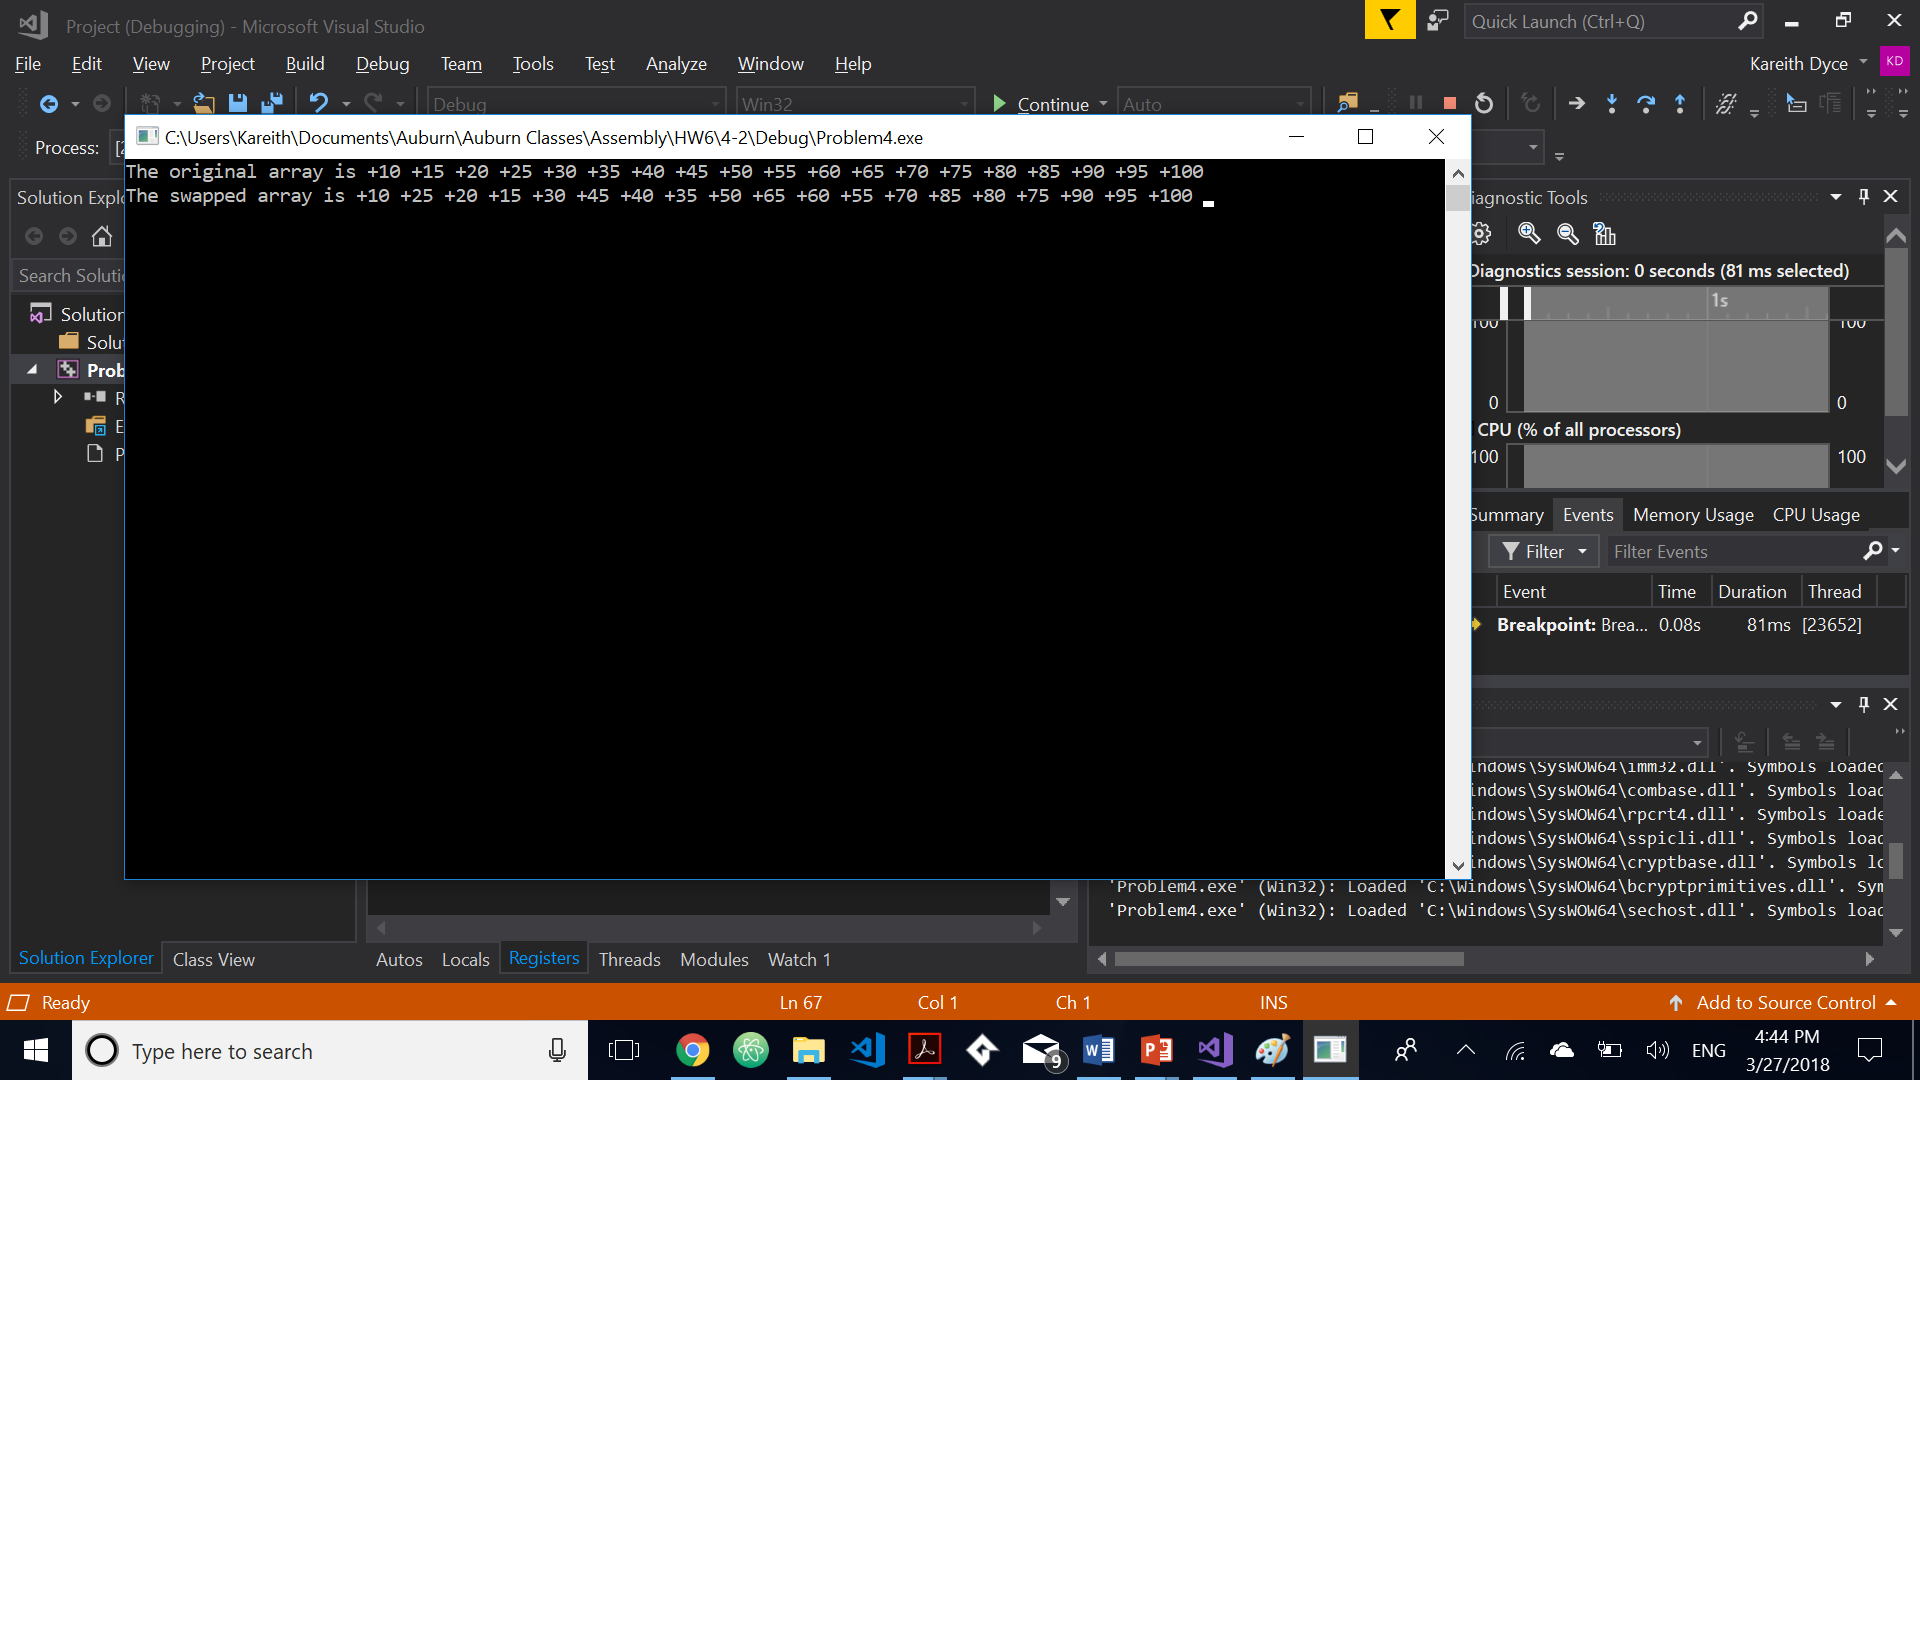 Project (Debugging) - Microsoft Visual Studio
Quick Launch (Ctrl+Q)
File Edit View Project Build Debug Team Tools Test Analyze Window Help
Kareith Dyce KD
Debug Win32 Continue Auto
C:\Users\Kareith\Documents\Auburn\Auburn Classes\Assembly\HW6\4-2\Debug\Problem4.exe
Process:
The original array is +10 +15 +20 +25 +30 +35 +40 +45 +50 +55 +60 +65 +70 +75 +80 +85 +90 +95 +100
The swapped array is +10 +25 +20 +15 +30 +45 +40 +35 +50 +65 +60 +55 +70 +85 +80 +75 +90 +95 +100
Solution Explo
iagnostic Tools
Search Solutio
Diagnostics session: 0 seconds (81 ms selected)
1s
100 100
0 0
CPU (% of all processors)
100 100
Solution
Solut
Prob
R
E
P
Summary Events Memory Usage CPU Usage
Filter Filter Events
Event Time Duration Thread
Breakpoint: Brea... 0.08s 81ms [23652]
indows\SysWOW64\imm32.dll'. Symbols loaded
indows\SysWOW64\combase.dll'. Symbols load
indows\SysWOW64\rpcrt4.dll'. Symbols loade
indows\SysWOW64\sspicli.dll'. Symbols load
indows\SysWOW64\cryptbase.dll'. Symbols lo
'Problem4.exe' (Win32): Loaded 'C:\Windows\SysWOW64\bcryptprimitives.dll'. Sym
'Problem4.exe' (Win32): Loaded 'C:\Windows\SysWOW64\sechost.dll'. Symbols load
Solution Explorer Class View
Autos Locals Registers Threads Modules Watch 1
Ready Ln 67 Col 1 Ch 1 INS Add to Source Control
Type here to search
9
ENG
4:44 PM
3/27/2018